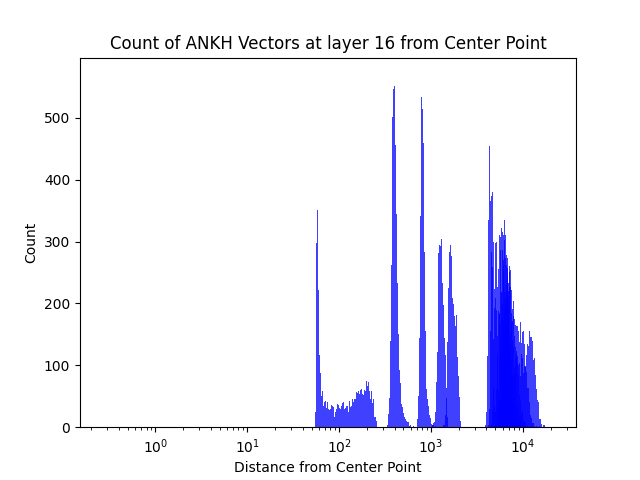 Count of ANKH Vectors at layer 16 from Center Point
Count
500
400
300
200
100
0
10⁰ 10¹ 10² 10³ 10⁴
Distance from Center Point